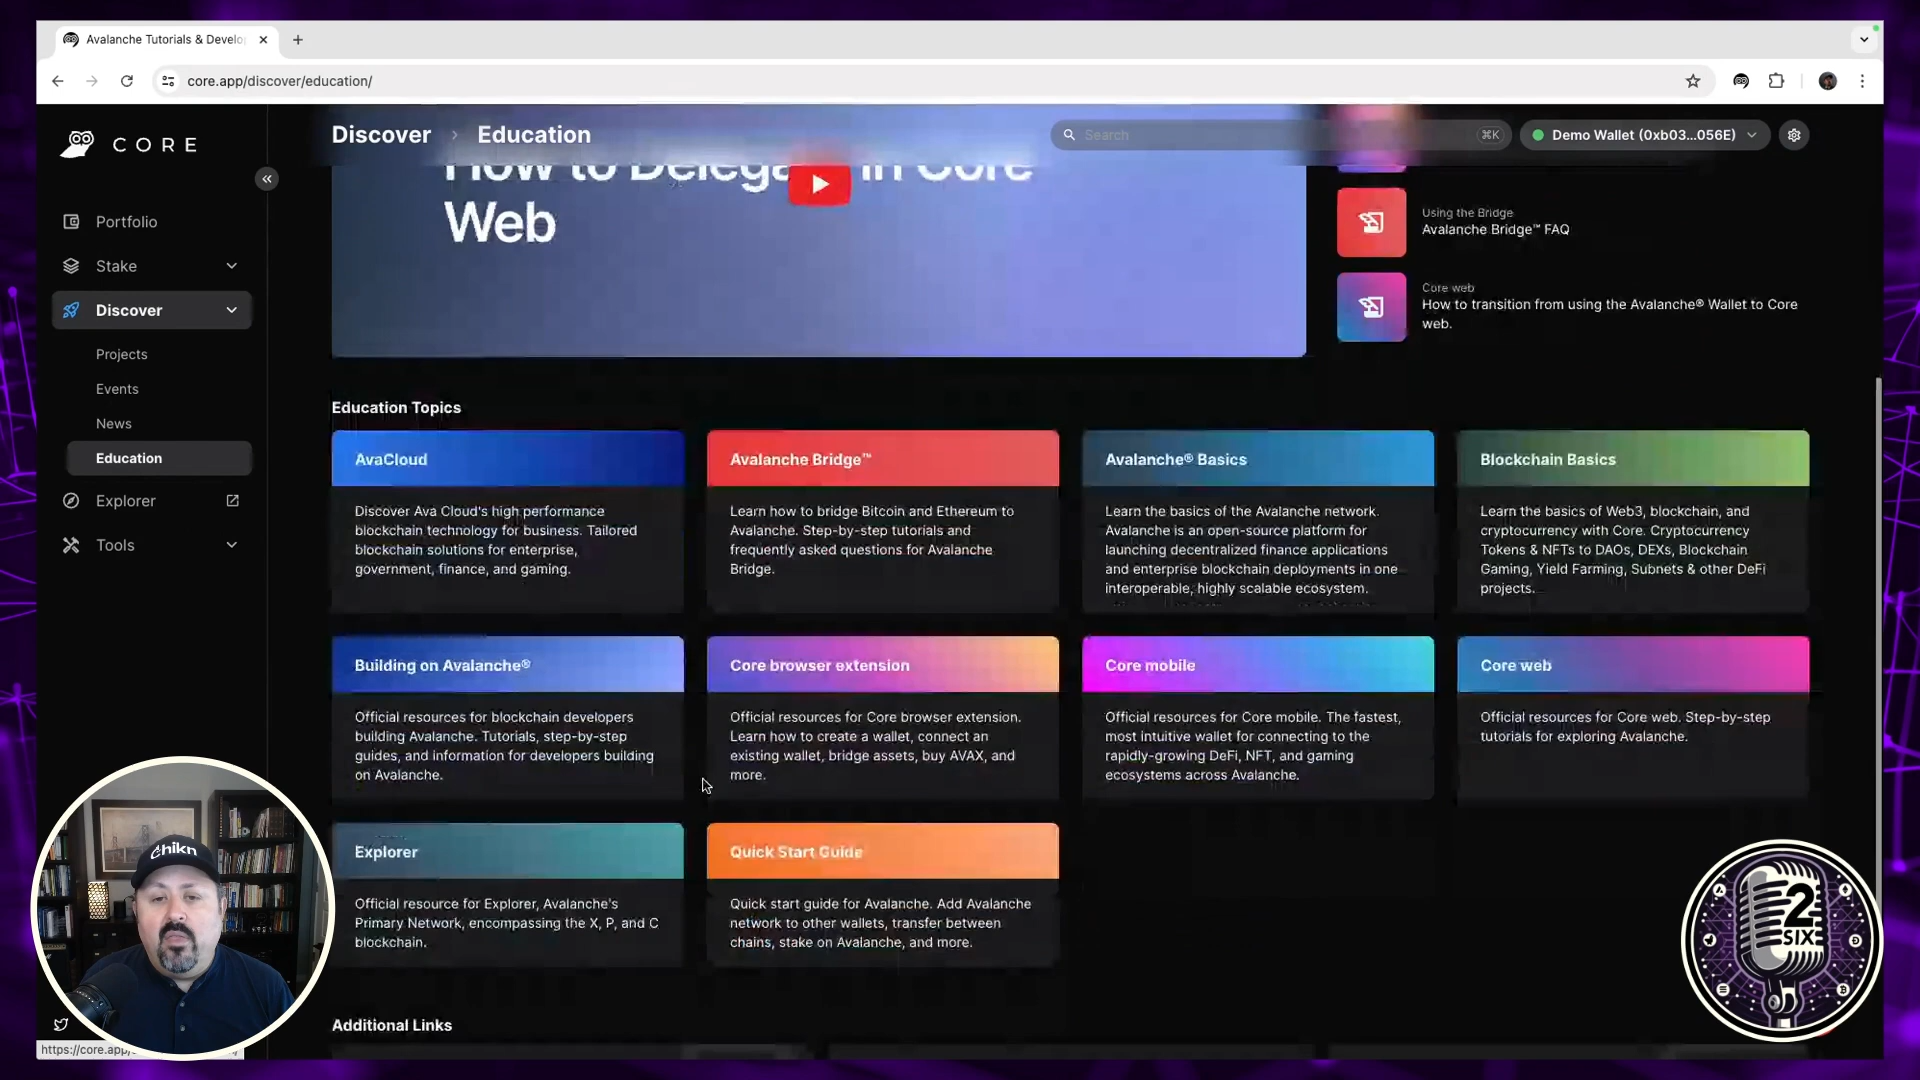 Avalanche Tutorials & Develo
core.app/discover/education/
CORE
Discover › Education
Search
⌘K
Demo Wallet (0xb03...056E)
Portfolio
Stake
Discover
Projects
Events
News
Education
Explorer
Tools
How to Delega in Core
Web
Using the Bridge
Avalanche Bridge™ FAQ
Core web
How to transition from using the Avalanche® Wallet to Core
web.
Education Topics
AvaCloud
Discover Ava Cloud's high performance
blockchain technology for business. Tailored
blockchain solutions for enterprise,
government, finance, and gaming.
Avalanche Bridge™
Learn how to bridge Bitcoin and Ethereum to
Avalanche. Step-by-step tutorials and
frequently asked questions for Avalanche
Bridge.
Avalanche® Basics
Learn the basics of the Avalanche network.
Avalanche is an open-source platform for
launching decentralized finance applications
and enterprise blockchain deployments in one
interoperable, highly scalable ecosystem.
Blockchain Basics
Learn the basics of Web3, blockchain, and
cryptocurrency with Core. Cryptocurrency
Tokens & NFTs to DAOs, DEXs, Blockchain
Gaming, Yield Farming, Subnets & other DeFi
projects.
Building on Avalanche®
Official resources for blockchain developers
building Avalanche. Tutorials, step-by-step
guides, and information for developers building
on Avalanche.
Core browser extension
Official resources for Core browser extension.
Learn how to create a wallet, connect an
existing wallet, bridge assets, buy AVAX, and
more.
Core mobile
Official resources for Core mobile. The fastest,
most intuitive wallet for connecting to the
rapidly-growing DeFi, NFT, and gaming
ecosystems across Avalanche.
Core web
Official resources for Core web. Step-by-step
tutorials for exploring Avalanche.
Explorer
Official resource for Explorer, Avalanche's
Primary Network, encompassing the X, P, and C
blockchain.
Quick Start Guide
Quick start guide for Avalanche. Add Avalanche
network to other wallets, transfer between
chains, stake on Avalanche, and more.
Additional Links
https://core.app/
chikn
2
SIX